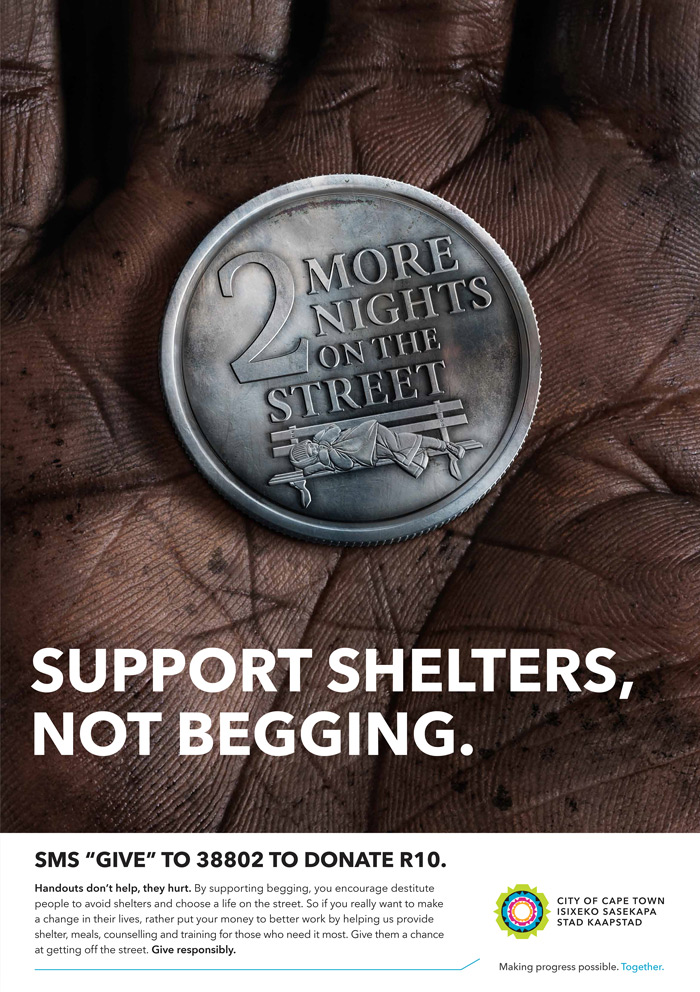 2 MORE
NIGHTS
ON THE
STREET
SUPPORT SHELTERS,
NOT BEGGING.
SMS “GIVE” TO 38802 TO DONATE R10.
Handouts don’t help, they hurt. By supporting begging, you encourage destitute
people to avoid shelters and choose a life on the street. So if you really want to make
a change in their lives, rather put your money to better work by helping us provide
shelter, meals, counselling and training for those who need it most. Give them a chance
at getting off the street. Give responsibly.
CITY OF CAPE TOWN
ISIXEKO SASEKAPA
STAD KAAPSTAD
Making progress possible. Together.